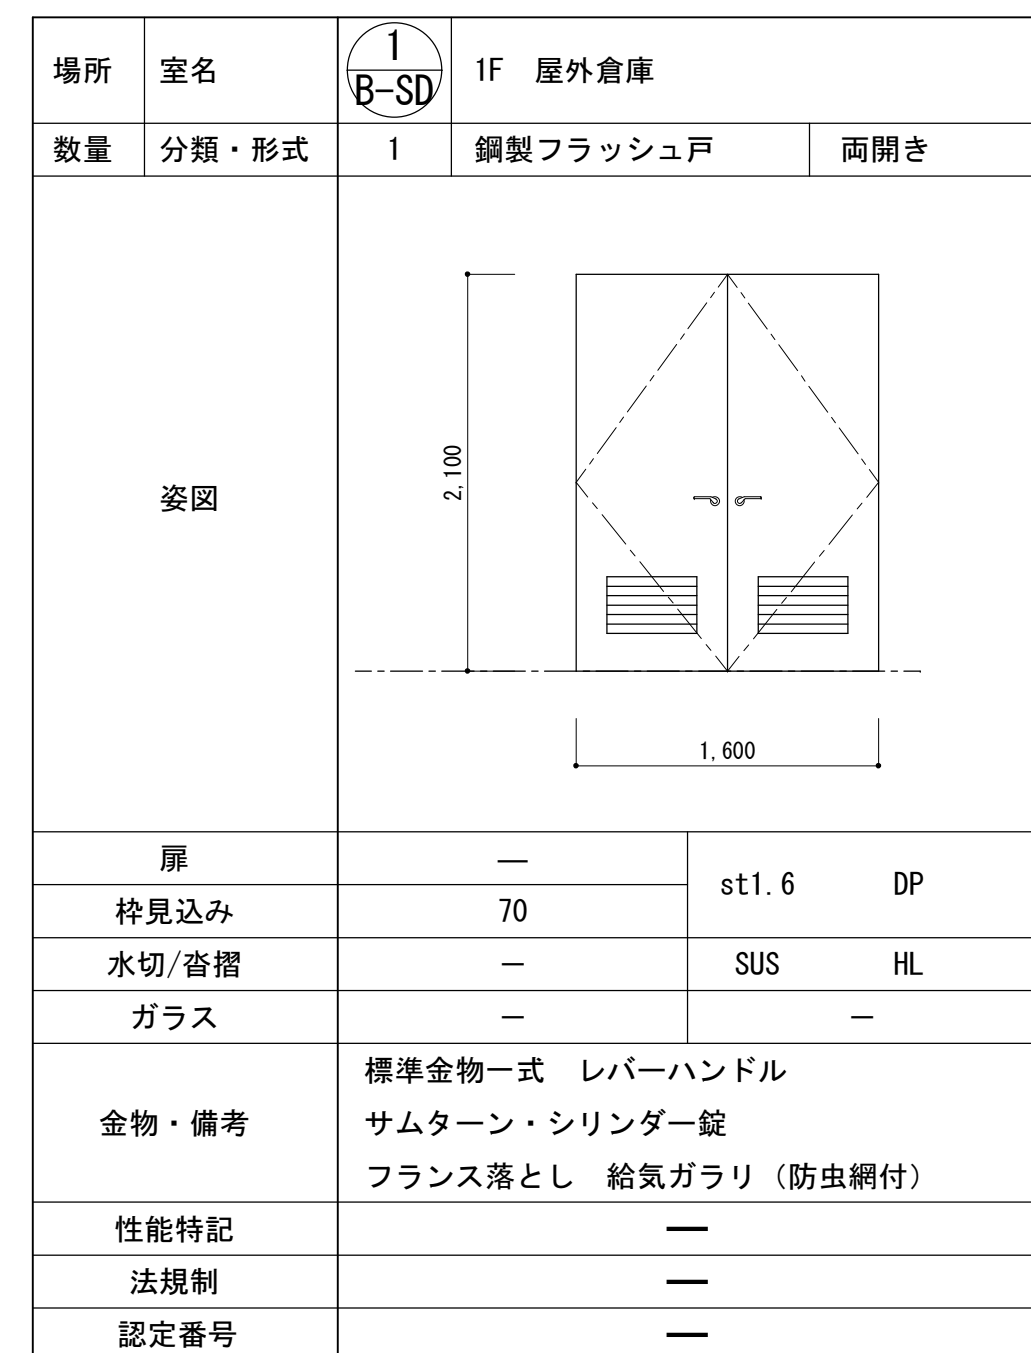 場所 室名 1 B-SD 1F 屋外倉庫
数量 分類・形式 1 鋼製フラッシュ戸 両開き
姿図
2,100
1,600
扉 —
st1.6 DP
枠見込み 70
水切/沓摺 — SUS HL
ガラス — —
金物・備考
標準金物一式 レバーハンドル
サムターン・シリンダー錠
フランス落とし 給気ガラリ（防虫網付）
性能特記 —
法規制 —
認定番号 —